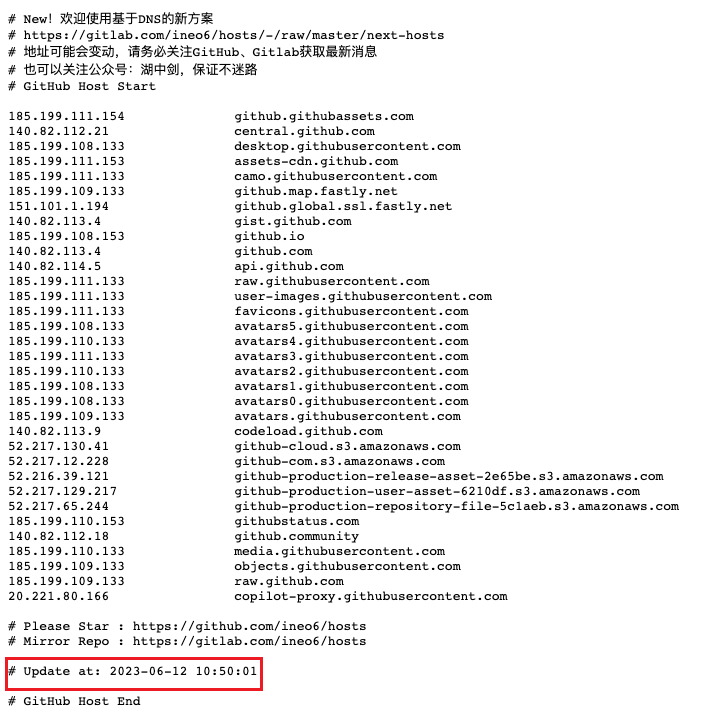 # New! 欢迎使用基于DNS的新方案
# https://gitlab.com/ineo6/hosts/-/raw/master/next-hosts
# 地址可能会变动，请务必关注GitHub、Gitlab获取最新消息
# 也可以关注公众号：湖中剑，保证不迷路
# GitHub Host Start
185.199.111.154 github.githubassets.com
140.82.112.21 central.github.com
185.199.108.133 desktop.githubusercontent.com
185.199.111.153 assets-cdn.github.com
185.199.111.133 camo.githubusercontent.com
185.199.109.133 github.map.fastly.net
151.101.1.194 github.global.ssl.fastly.net
140.82.113.4 gist.github.com
185.199.108.153 github.io
140.82.113.4 github.com
140.82.114.5 api.github.com
185.199.111.133 raw.githubusercontent.com
185.199.111.133 user-images.githubusercontent.com
185.199.111.133 favicons.githubusercontent.com
185.199.108.133 avatars5.githubusercontent.com
185.199.110.133 avatars4.githubusercontent.com
185.199.111.133 avatars3.githubusercontent.com
185.199.110.133 avatars2.githubusercontent.com
185.199.108.133 avatars1.githubusercontent.com
185.199.108.133 avatars0.githubusercontent.com
185.199.109.133 avatars.githubusercontent.com
140.82.113.9 codeload.github.com
52.217.130.41 github-cloud.s3.amazonaws.com
52.217.12.228 github-com.s3.amazonaws.com
52.216.39.121 github-production-release-asset-2e65be.s3.amazonaws.com
52.217.129.217 github-production-user-asset-6210df.s3.amazonaws.com
52.217.65.244 github-production-repository-file-5c1aeb.s3.amazonaws.com
185.199.110.153 githubstatus.com
140.82.112.18 github.community
185.199.110.133 media.githubusercontent.com
185.199.109.133 objects.githubusercontent.com
185.199.109.133 raw.github.com
20.221.80.166 copilot-proxy.githubusercontent.com
# Please Star : https://github.com/ineo6/hosts
# Mirror Repo : https://gitlab.com/ineo6/hosts
# Update at: 2023-06-12 10:50:01
# GitHub Host End